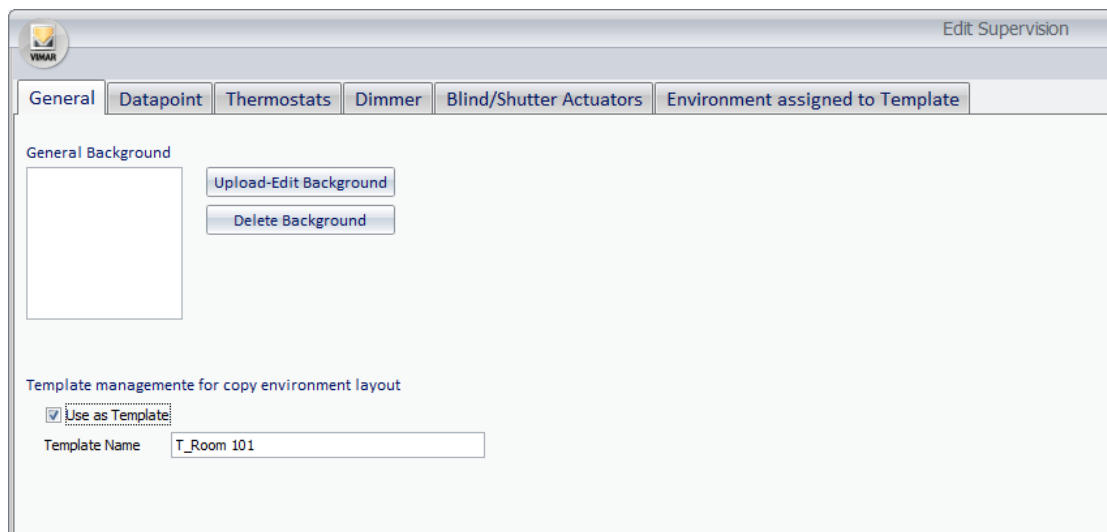 Edit Supervision
VIMAR
General Datapoint Thermostats Dimmer Blind/Shutter Actuators Environment assigned to Template
General Background
Upload-Edit Background
Delete Background
Template managemente for copy environment layout
Use as Template
Template Name T_Room 101